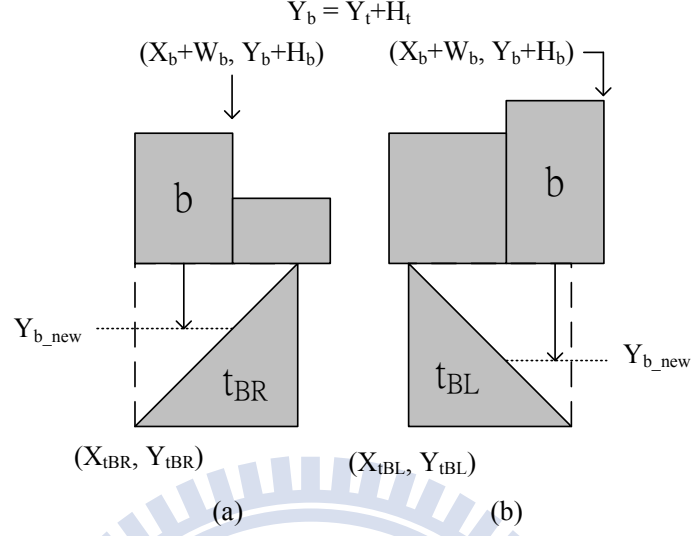 Y_b = Y_t+H_t
(X_b+W_b, Y_b+H_b) (X_b+W_b, Y_b+H_b)
b b
Y_b_new
Y_b_new
t_BR t_BL
(X_tBR, Y_tBR) (X_tBL, Y_tBL)
(a) (b)